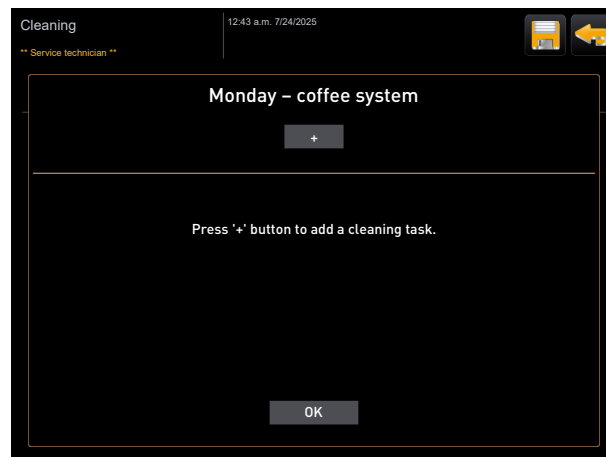 Cleaning
12:43 a.m. 7/24/2025
** Service technician **
Monday – coffee system
+
Press '+' button to add a cleaning task.
OK